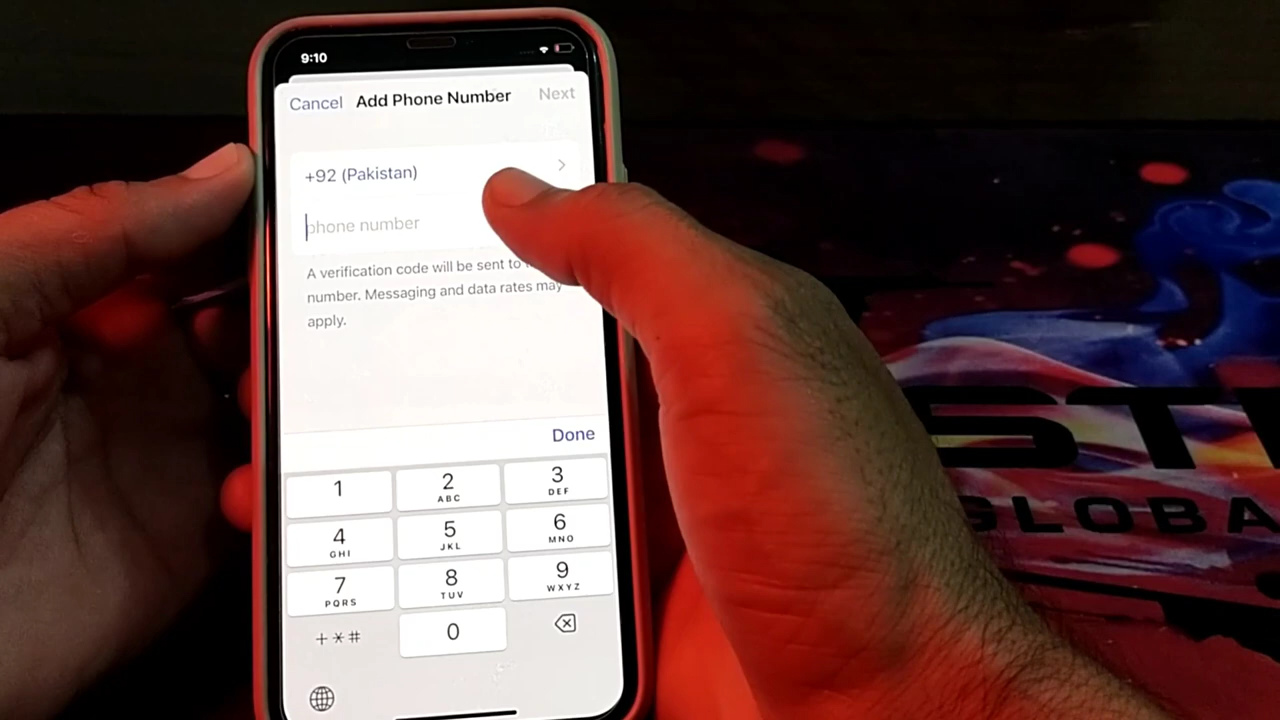 9:10
Cancel Add Phone Number Next
+92 (Pakistan)
phone number
A verification code will be sent to
number. Messaging and data rates may
apply.
Done
1 2 3
ABC DEF
4 5 6
GHI JKL MNO
7 8 9
PQRS TUV WXYZ
+*# 0
GLOBA